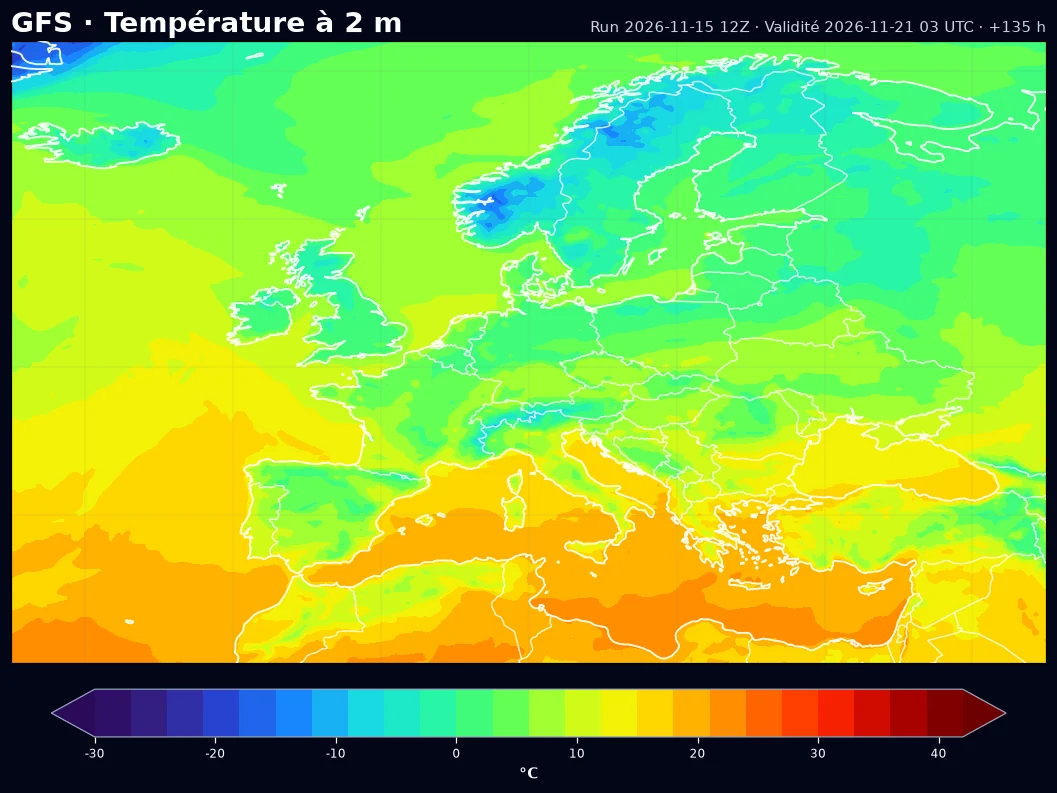 GFS · Température à 2 m
Run 2026-11-15 12Z · Validité 2026-11-21 03 UTC · +135 h
-30 -20 -10 0 10 20 30 40
°C